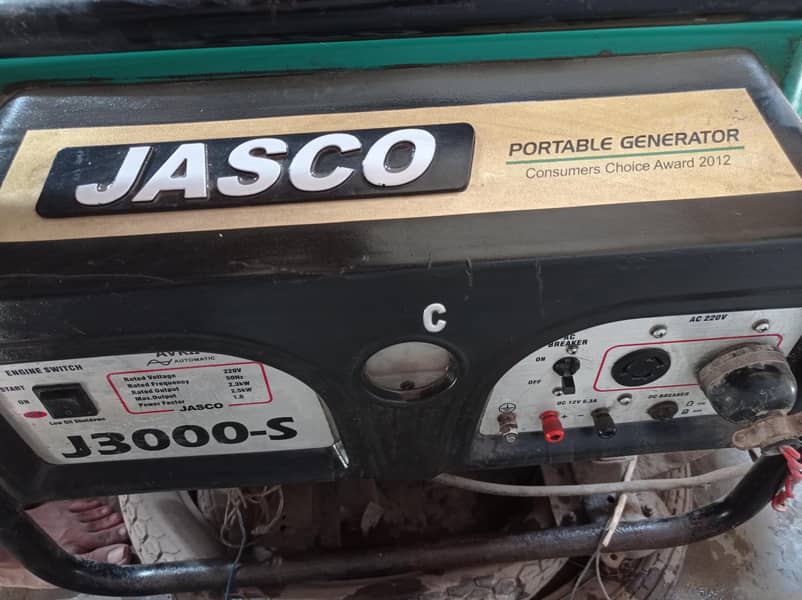 JASCO
PORTABLE GENERATOR
Consumers Choice Award 2012
C
ENGINE SWITCH
START
ON
Low Oil Shutdown
AUTOMATIC
Rated Voltage 220V
Rated Frequency 50Hz
Rated Output 2.3kW
Max.Output 2.5kW
Power Factor 1.0
JASCO
J3000-S
AC 220V
BREAKER
ON
OFF
DC 12V 8.3A
+ -
DC BREAKER